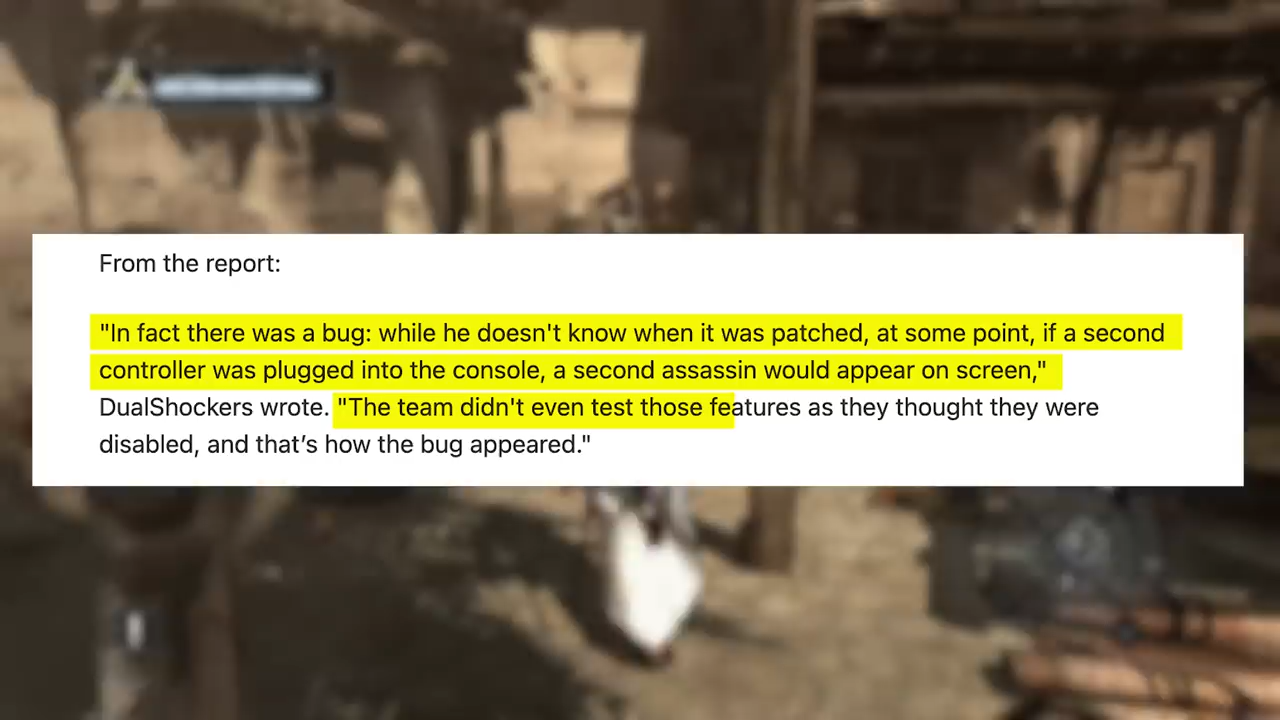 From the report:
"In fact there was a bug: while he doesn't know when it was patched, at some point, if a second
controller was plugged into the console, a second assassin would appear on screen,"
DualShockers wrote. "The team didn't even test those features as they thought they were
disabled, and that’s how the bug appeared."